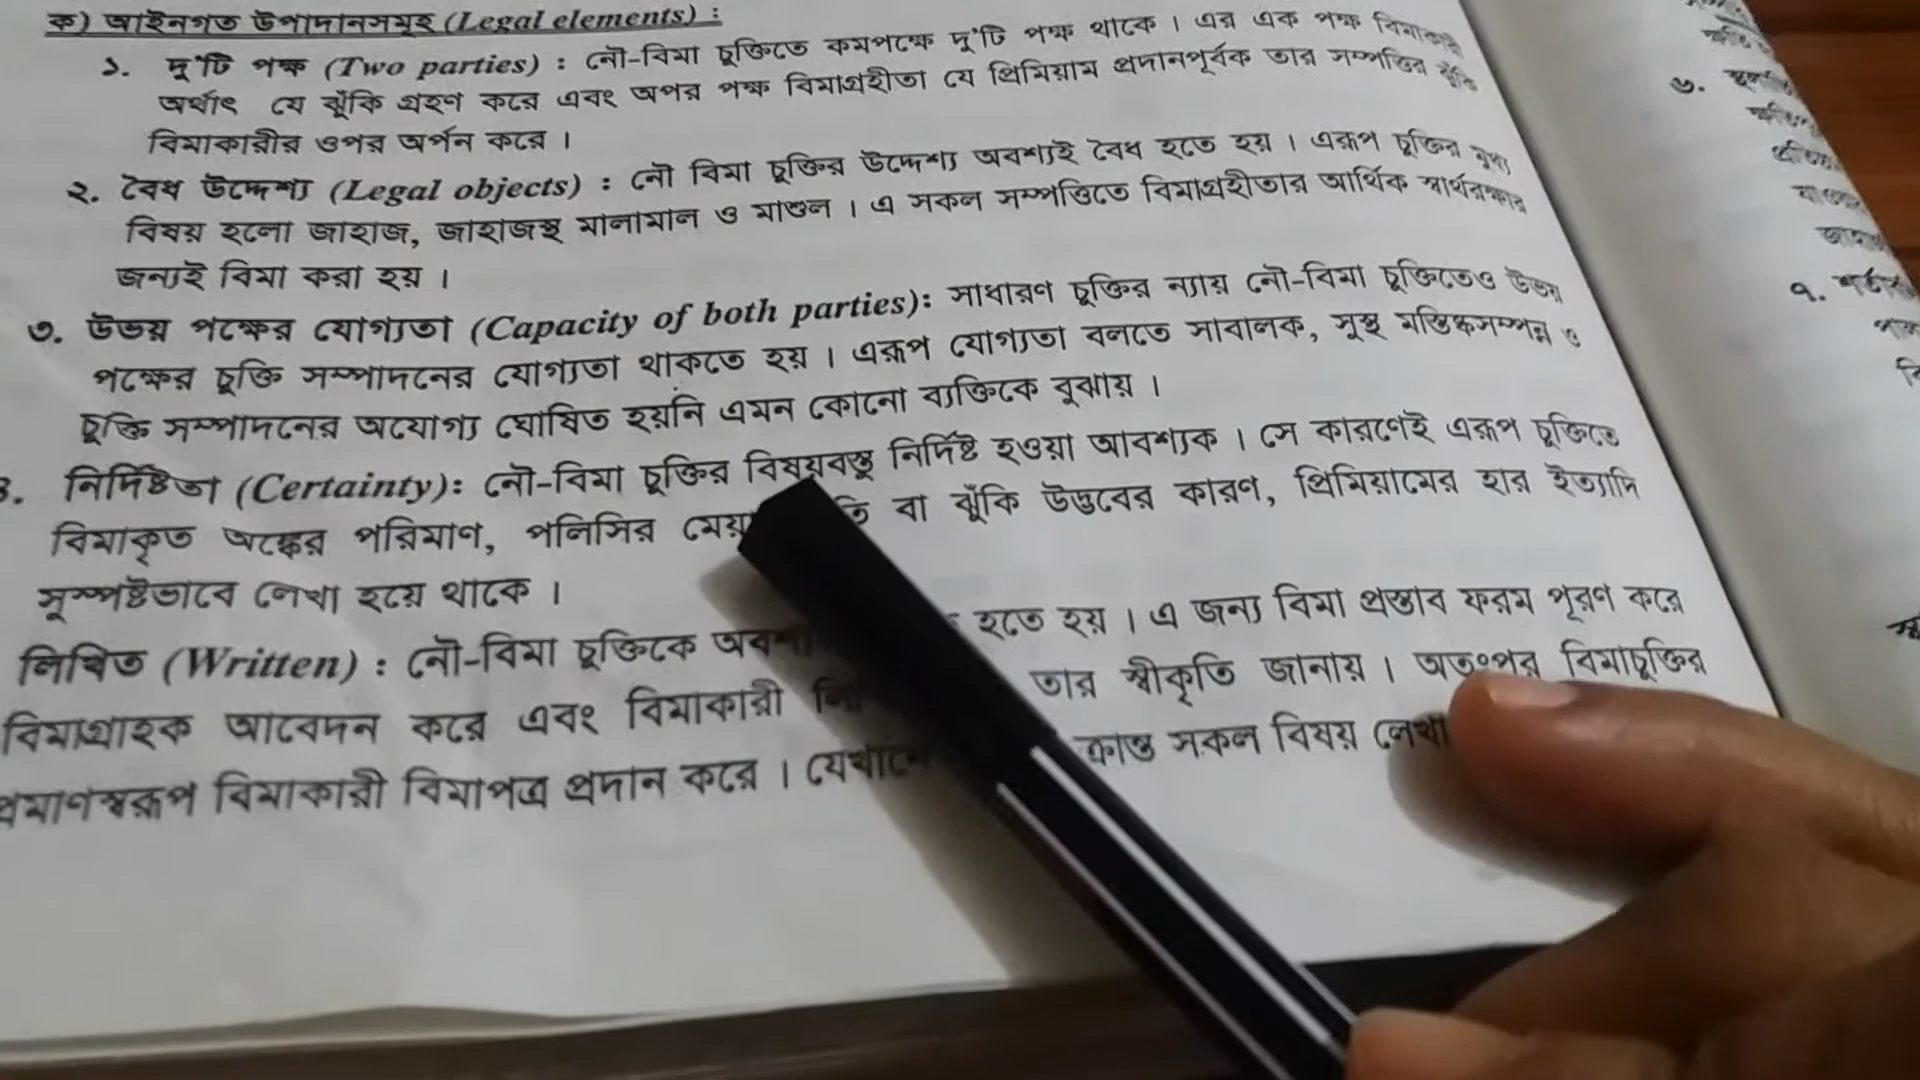 ক) আইনগত উপাদানসমূহ (Legal elements) :
১. দু'টি পক্ষ (Two parties) : নৌ-বিমা চুক্তিতে কমপক্ষে দু'টি পক্ষ থাকে । এর এক পক্ষ বিমাকারী
অর্থাৎ যে ঝুঁকি গ্রহণ করে এবং অপর পক্ষ বিমাগ্রহীতা যে প্রিমিয়াম প্রদানপূর্বক তার সম্পত্তির ঝুঁকি
বিমাকারীর ওপর অর্পন করে ।
২. বৈধ উদ্দেশ্য (Legal objects) : নৌ বিমা চুক্তির উদ্দেশ্য অবশ্যই বৈধ হতে হয় । এরূপ চুক্তির মুখ্য
বিষয় হলো জাহাজ, জাহাজস্থ মালামাল ও মাশুল । এ সকল সম্পত্তিতে বিমাগ্রহীতার আর্থিক স্বার্থরক্ষার
জন্যই বিমা করা হয় ।
৩. উভয় পক্ষের যোগ্যতা (Capacity of both parties): সাধারণ চুক্তির ন্যায় নৌ-বিমা চুক্তিতেও উভয়
পক্ষের চুক্তি সম্পাদনের যোগ্যতা থাকতে হয় । এরূপ যোগ্যতা বলতে সাবালক, সুস্থ মস্তিষ্কসম্পন্ন ও
চুক্তি সম্পাদনের অযোগ্য ঘোষিত হয়নি এমন কোনো ব্যক্তিকে বুঝায় ।
৪. নির্দিষ্টতা (Certainty): নৌ-বিমা চুক্তির বিষয়বস্তু নির্দিষ্ট হওয়া আবশ্যক । সে কারণেই এরূপ চুক্তিতে
বিমাকৃত অঙ্কের পরিমাণ, পলিসির বা ঝুঁকি উদ্ভবের কারণ, প্রিমিয়ামের হার ইত্যাদি
সুস্পষ্টভাবে লেখা হয়ে থাকে ।
লিখিত (Written) : নৌ-বিমা চুক্তিকে হতে হয় । এ জন্য বিমা প্রস্তাব ফরম পূরণ করে
বিমাগ্রাহক আবেদন করে এবং বিমাকারী তার স্বীকৃতি জানায় । অতঃপর বিমাচুক্তির
প্রমাণস্বরূপ বিমাকারী বিমাপত্র প্রদান করে । সকল বিষয় লেখা
৬.
৭.